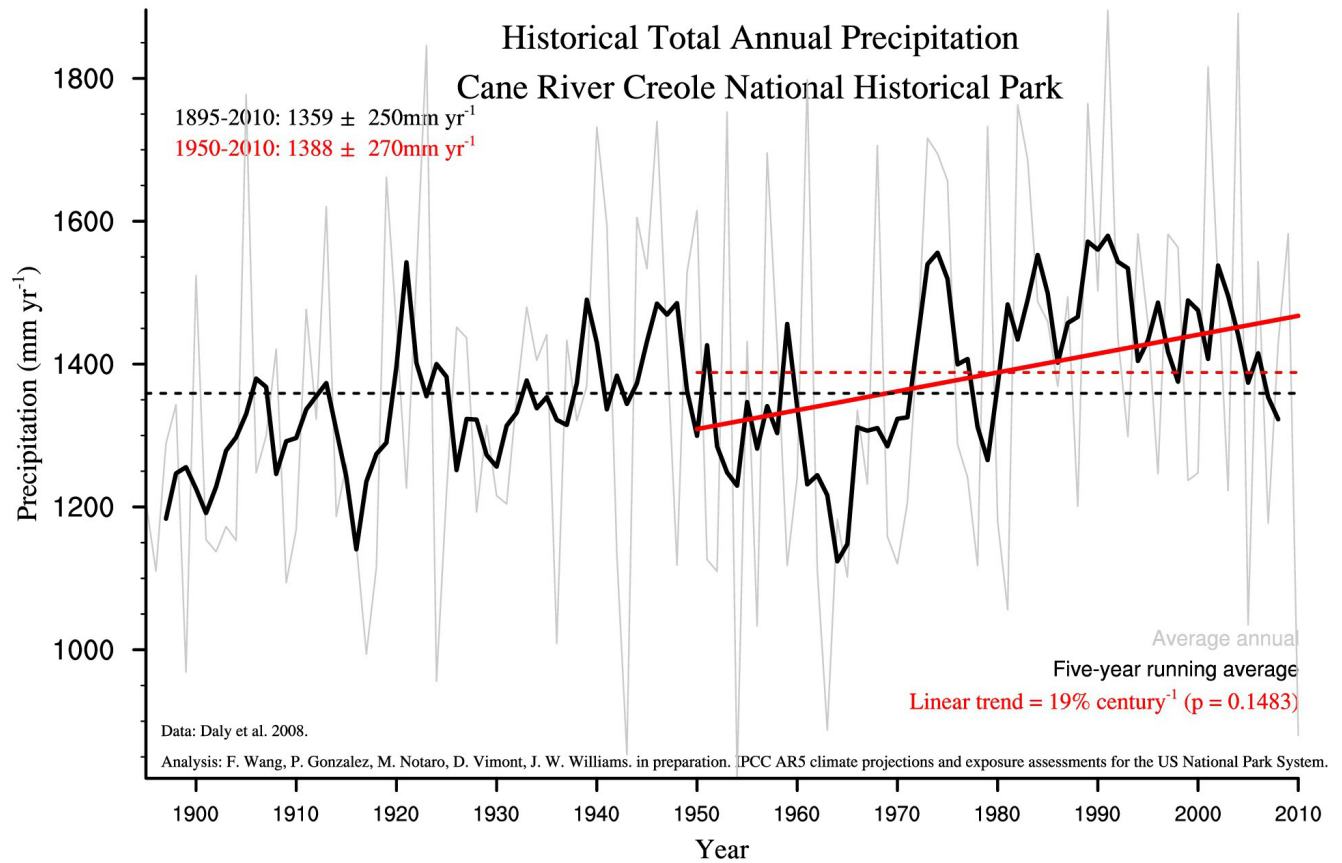 Historical Total Annual Precipitation
Cane River Creole National Historical Park
1895-2010: 1359 ± 250mm yr⁻¹
1950-2010: 1388 ± 270mm yr⁻¹
Precipitation (mm yr⁻¹)
1800
1600
1400
1200
1000
Average annual
Five-year running average
Linear trend = 19% century⁻¹ (p = 0.1483)
Data: Daly et al. 2008.
Analysis: F. Wang, P. Gonzalez, M. Notaro, D. Vimont, J. W. Williams. in preparation. IPCC AR5 climate projections and exposure assessments for the US National Park System.
1900 1910 1920 1930 1940 1950 1960 1970 1980 1990 2000 2010
Year